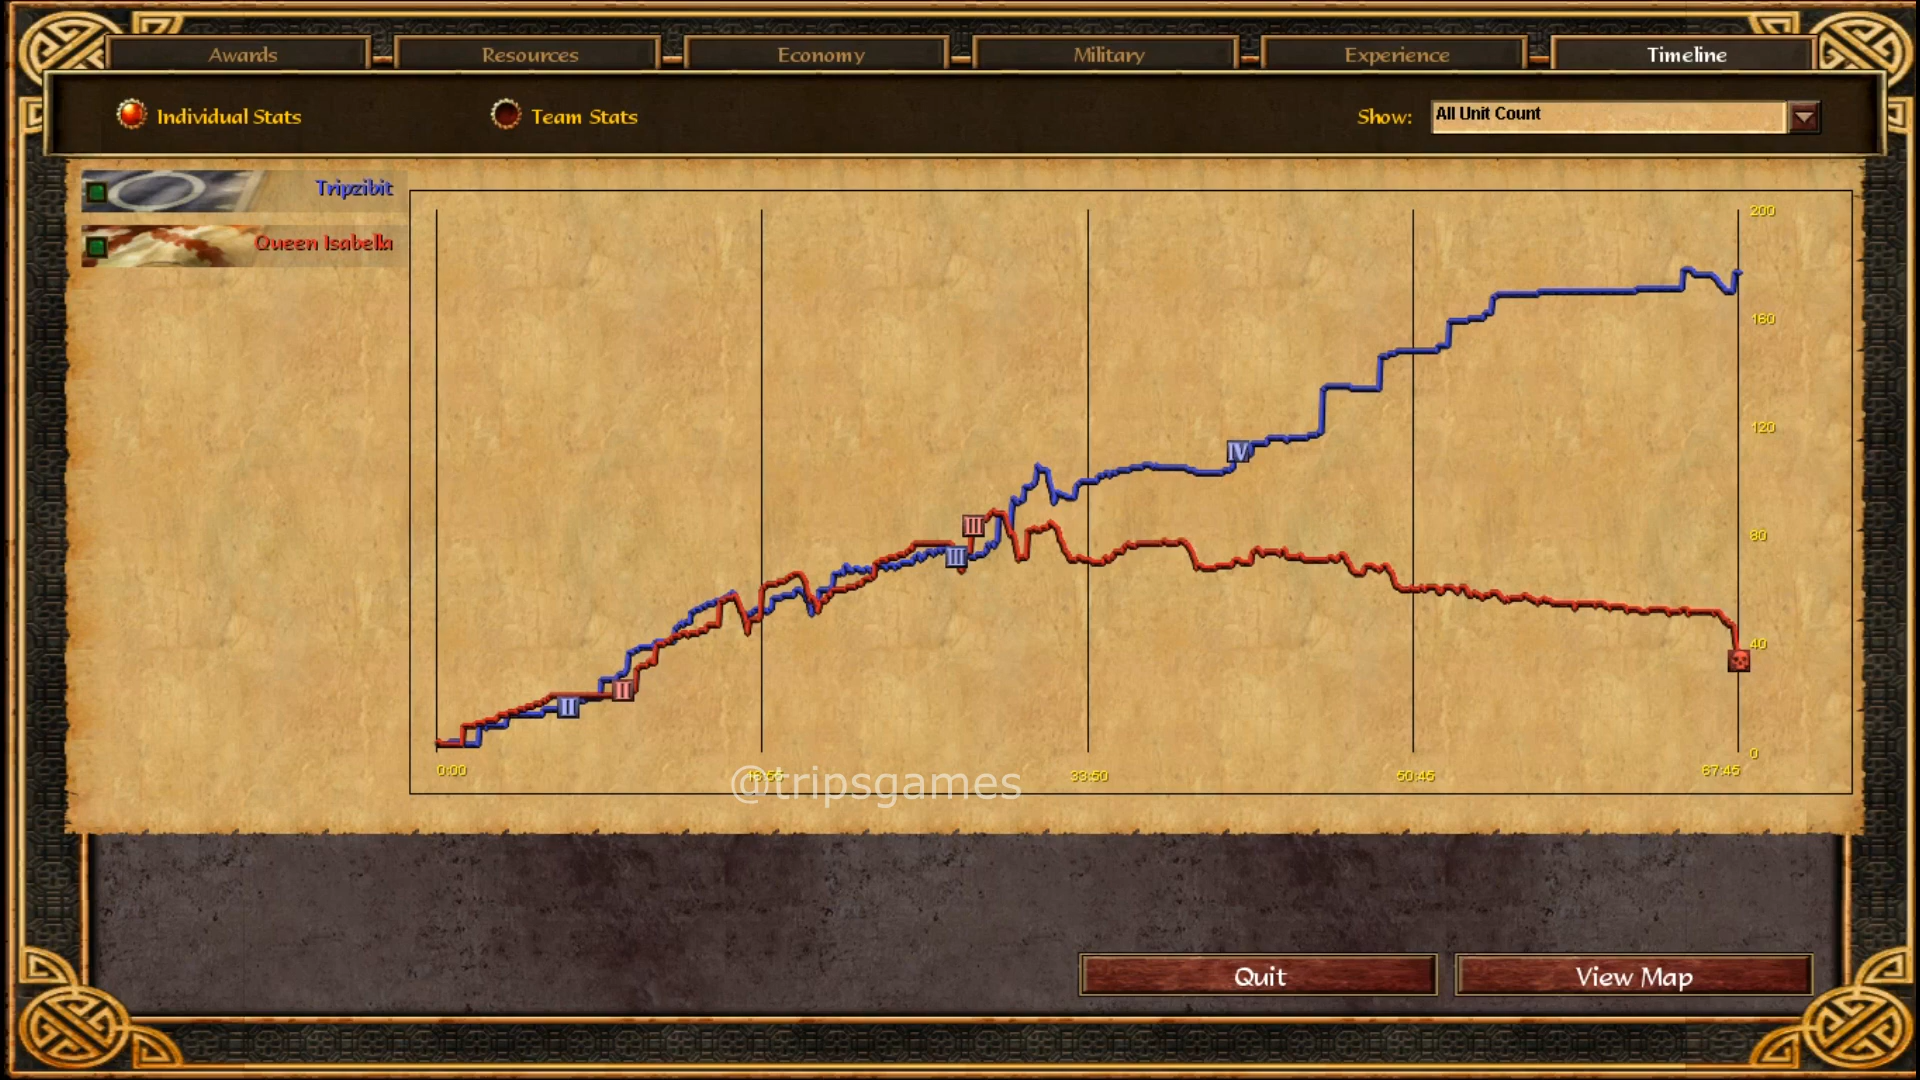 Awards
Resources
Economy
Military
Experience
Timeline
Individual Stats
Team Stats
Show:
All Unit Count
Tripzibit
Queen Isabella
200
160
120
80
40
0
IV
III
III
II
II
0:00
16:55
33:50
50:45
67:45
@tripsgames
Quit
View Map